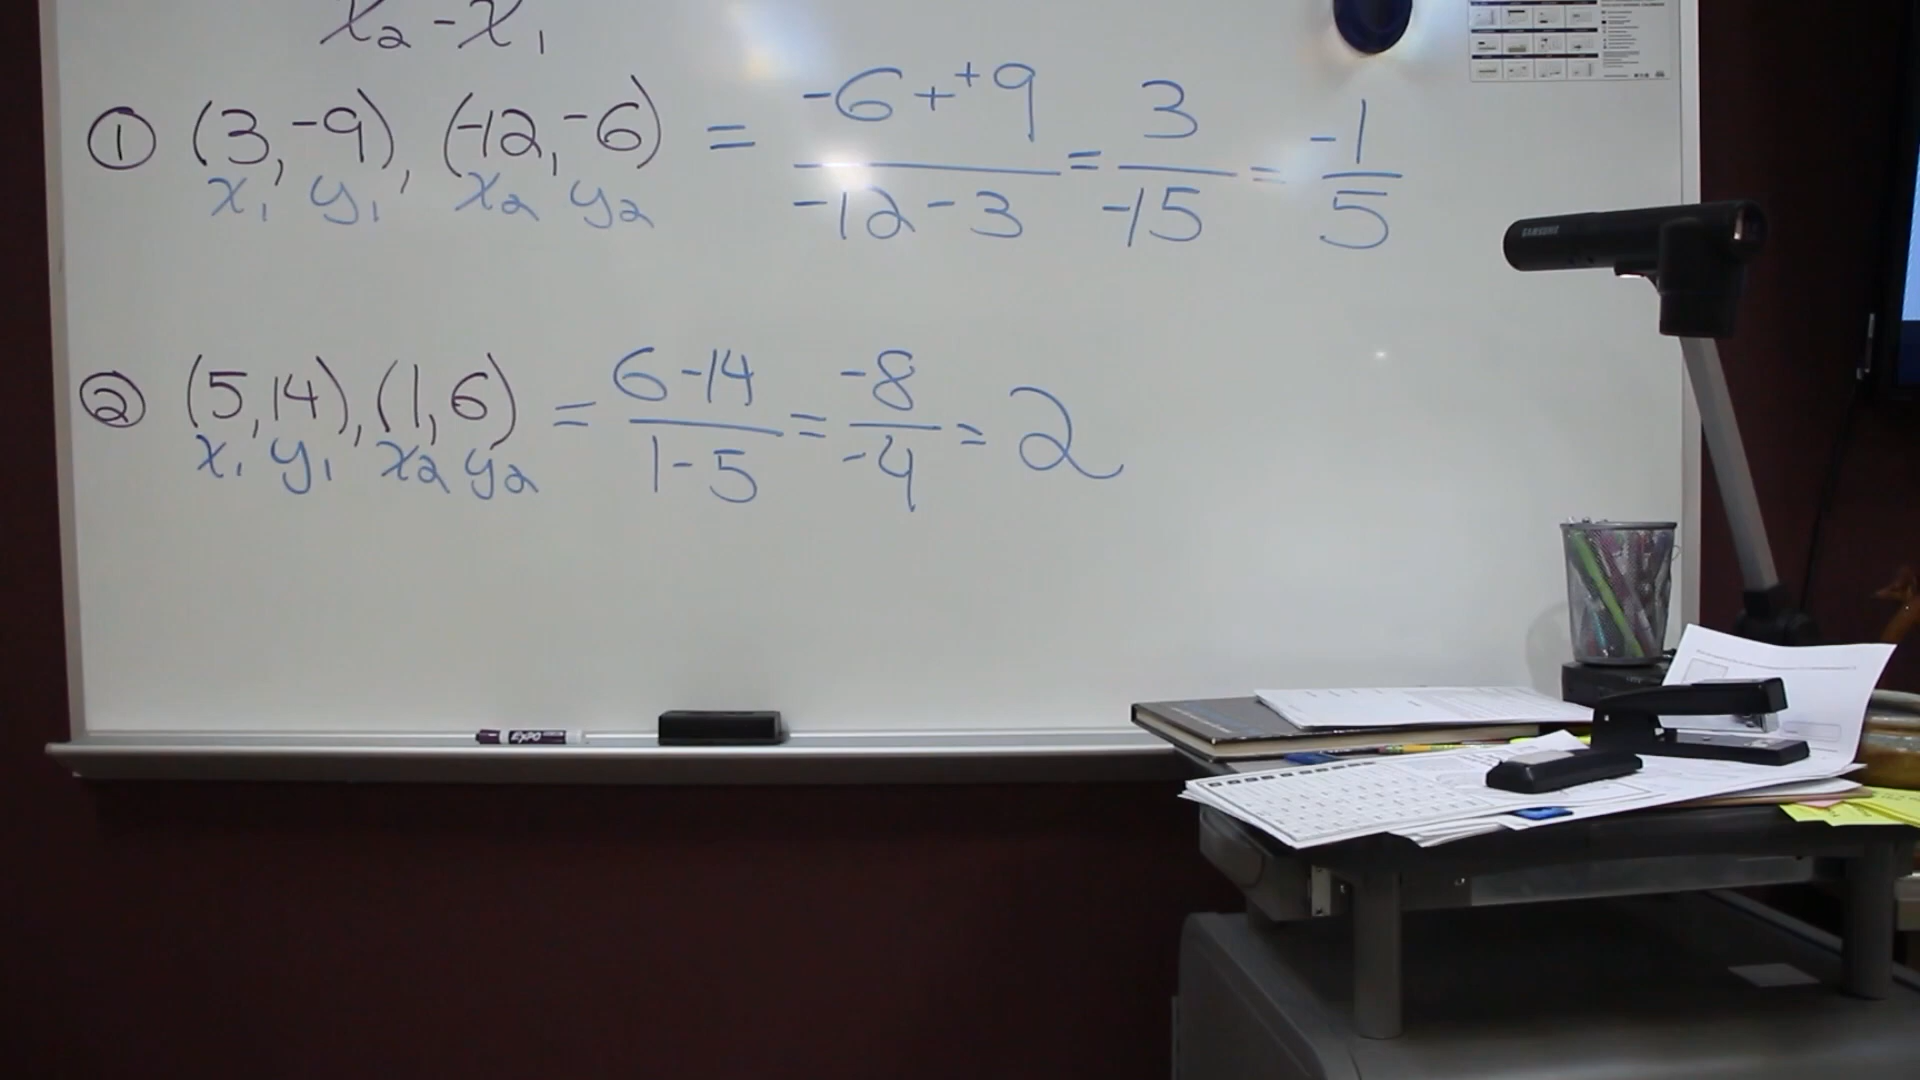 x₂ - x₁
① (3, -9), (-12, -6) = -6 + +9 / -12 - 3 = 3 / -15 = -1 / 5
x₁ y₁ x₂ y₂
② (5, 14), (1, 6) = 6 - 14 / 1 - 5 = -8 / -4 = 2
x₁ y₁ x₂ y₂
SAMSUNG
EXPO